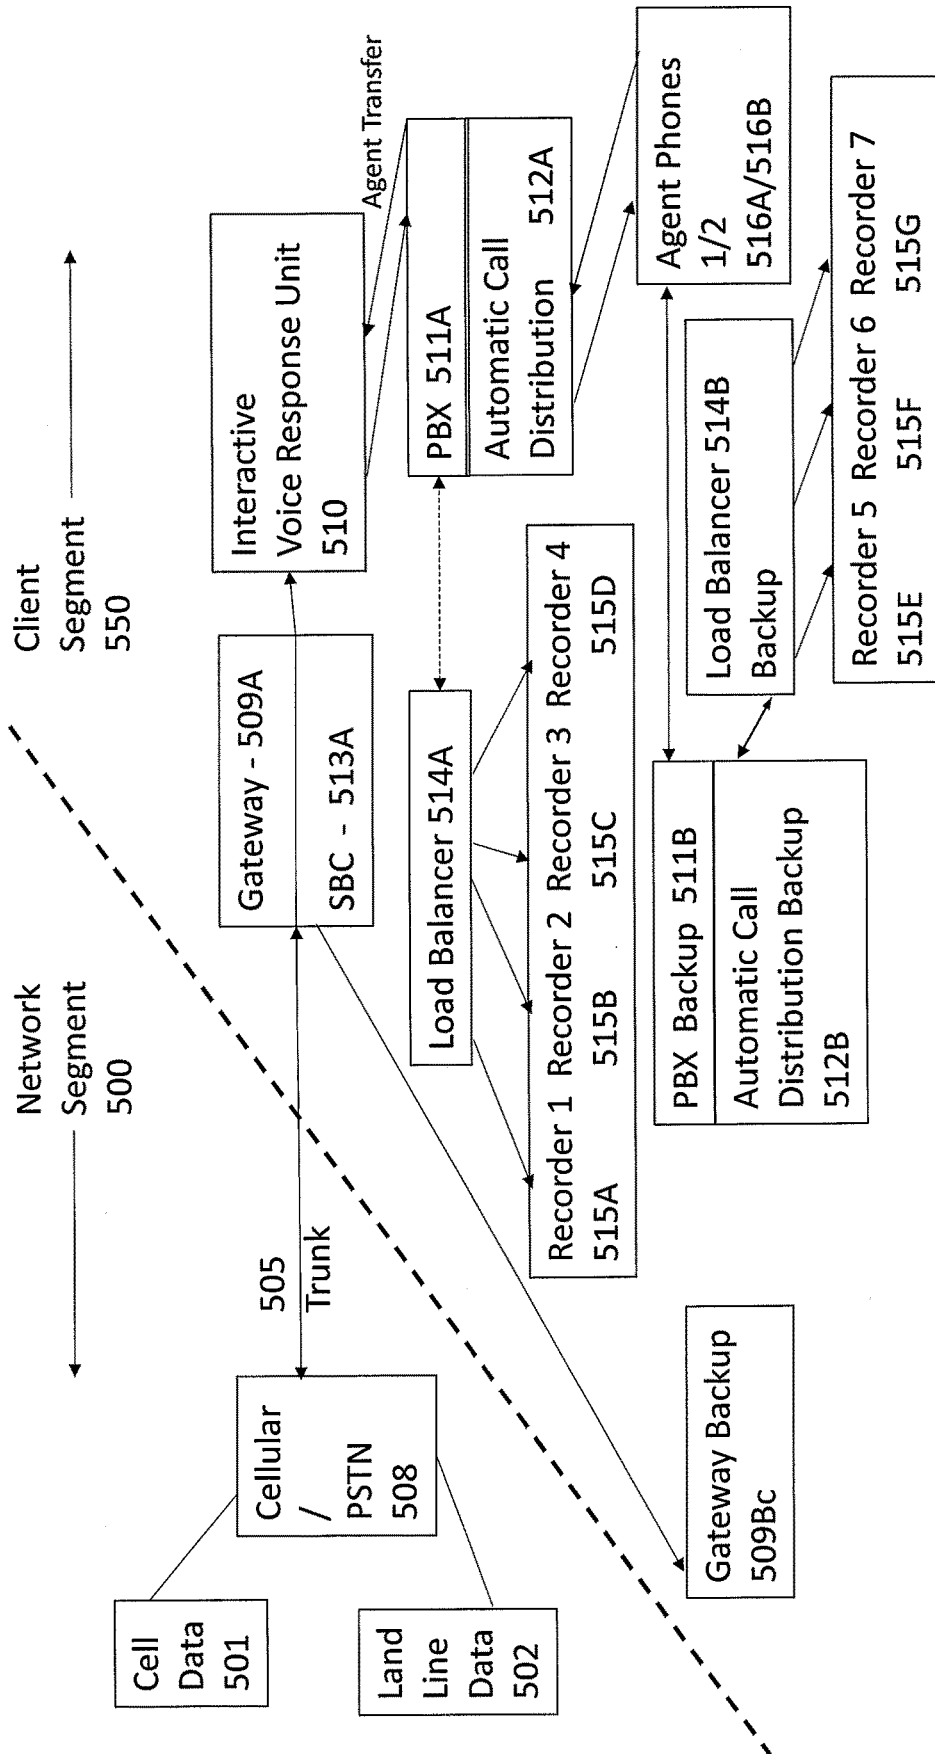 Network
Segment
500
Client
Segment
550
Cell
Data
501
Land
Line
Data
502
Cellular
/ PSTN
508
505
Trunk
Gateway - 509A
SBC - 513A
Interactive
Voice Response Unit
510
Agent Transfer
PBX 511A
Automatic Call
Distribution 512A
Load Balancer 514A
Recorder 1 Recorder 2 Recorder 3 Recorder 4
515A 515B 515C 515D
Agent Phones
1/2
516A/516B
Gateway Backup
509Bc
PBX Backup 511B
Automatic Call
Distribution Backup
512B
Load Balancer 514B
Backup
Recorder 5 Recorder 6 Recorder 7
515E 515F 515G